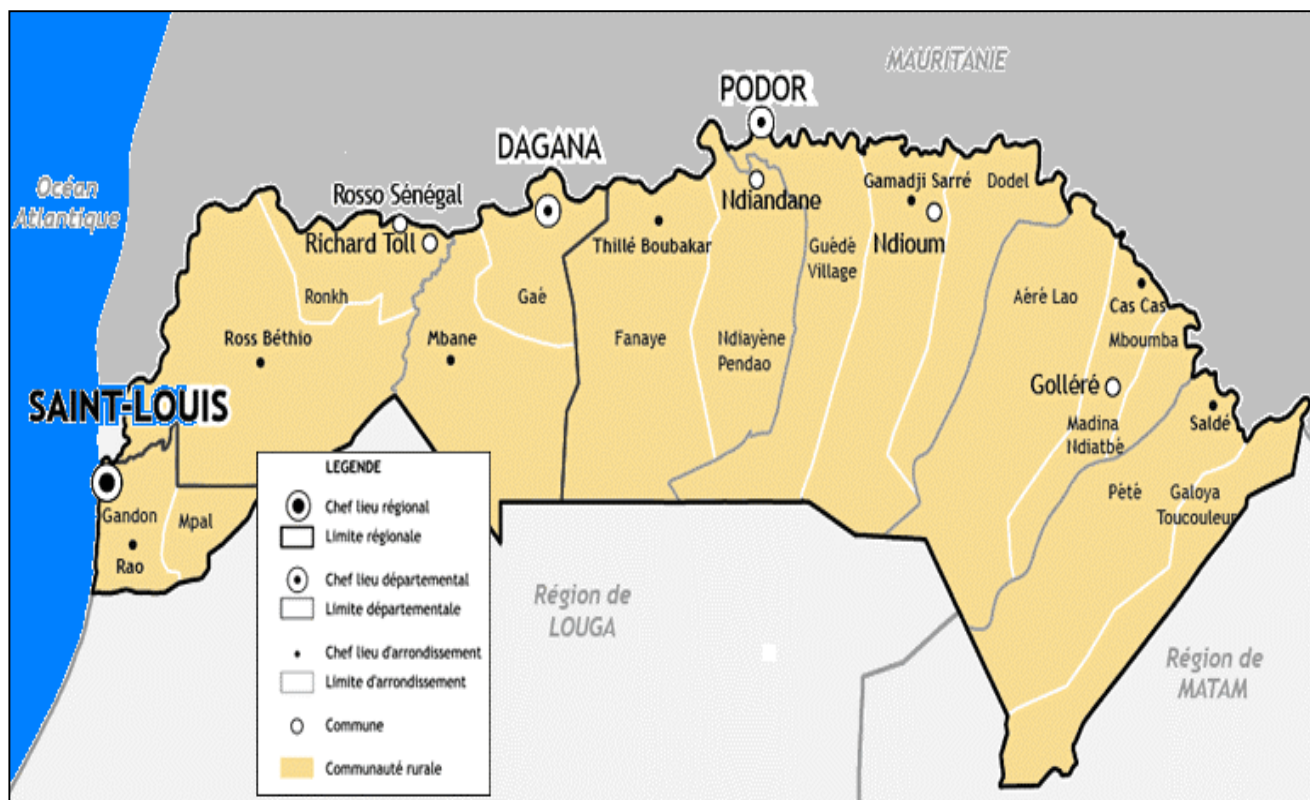 MAURITANIE
PODOR
DAGANA
Océan
Atlantique
Rosso Sénégal
Richard Toll
Ndiandane
Gamadji Sarré
Dodel
Ndioum
Thillé Boubakar
Guédé
Village
Ronkh
Gaé
Aéré Lao
Cas Cas
Ross Béthio
Mbane
Fanaye
Ndiayène
Pendao
Mboumba
Golléré
SAINT-LOUIS
Madina
Ndiatbé
Saldé
Pété
Galoya
Toucouleur
Gandon
Mpal
Rao
LEGENDE
Chef lieu régional
Limite régionale
Chef lieu départemental
Limite départementale
Chef lieu d'arrondissement
Limite d'arrondissement
Commune
Communauté rurale
Région de
LOUGA
Région de
MATAM